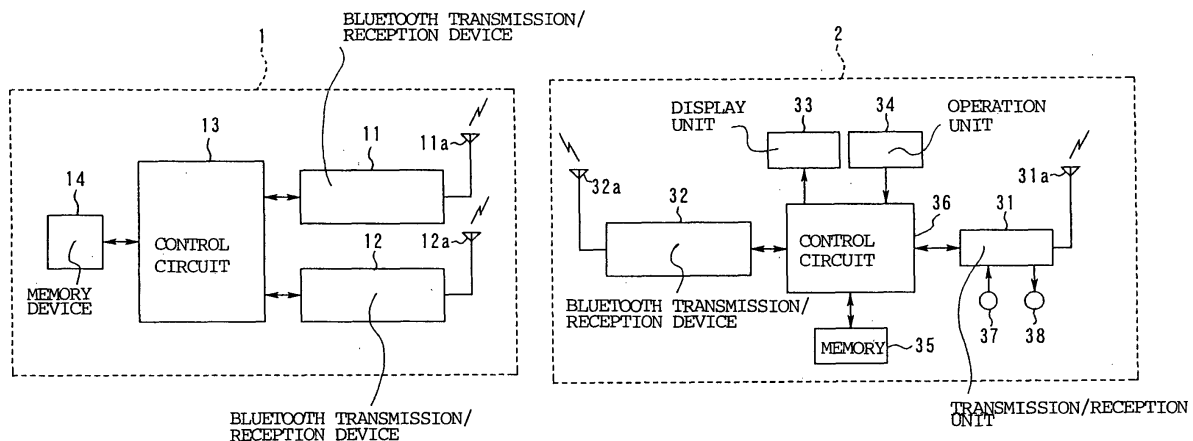 BLUETOOTH TRANSMISSION/
RECEPTION DEVICE
1
13
11
11a
14
CONTROL
CIRCUIT
12
12a
MEMORY
DEVICE
BLUETOOTH TRANSMISSION/
RECEPTION DEVICE
2
DISPLAY
UNIT
33
34
OPERATION
UNIT
32a
31a
32
36
31
CONTROL
CIRCUIT
BLUETOOTH TRANSMISSION/
RECEPTION DEVICE
37
38
MEMORY
35
TRANSMISSION/RECEPTION
UNIT